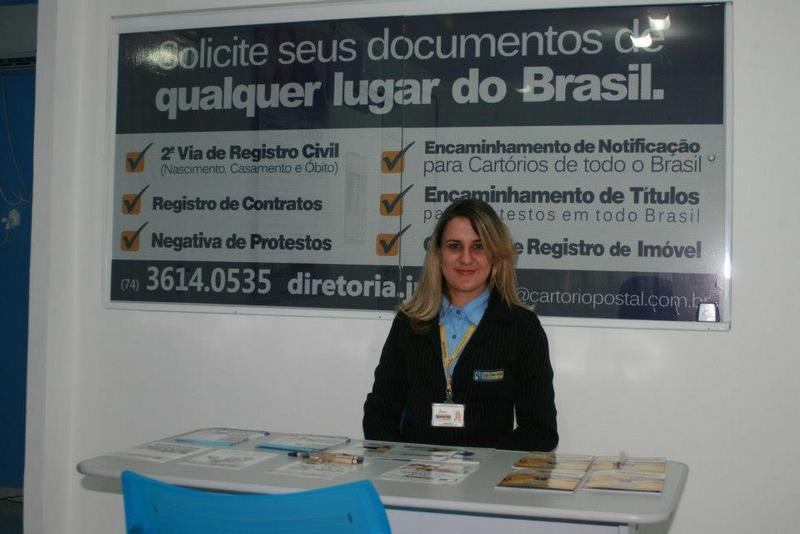 Solicite seus documentos de
qualquer lugar do Brasil.
2ª Via de Registro Civil
(Nascimento, Casamento e Óbito)
Registro de Contratos
Negativa de Protestos
Encaminhamento de Notificação
para Cartórios de todo o Brasil
Encaminhamento de Títulos
em todo Brasil
de Registro de Imóvel
(74) 3614.0535 diretoria. @cartoriopostal.com.br